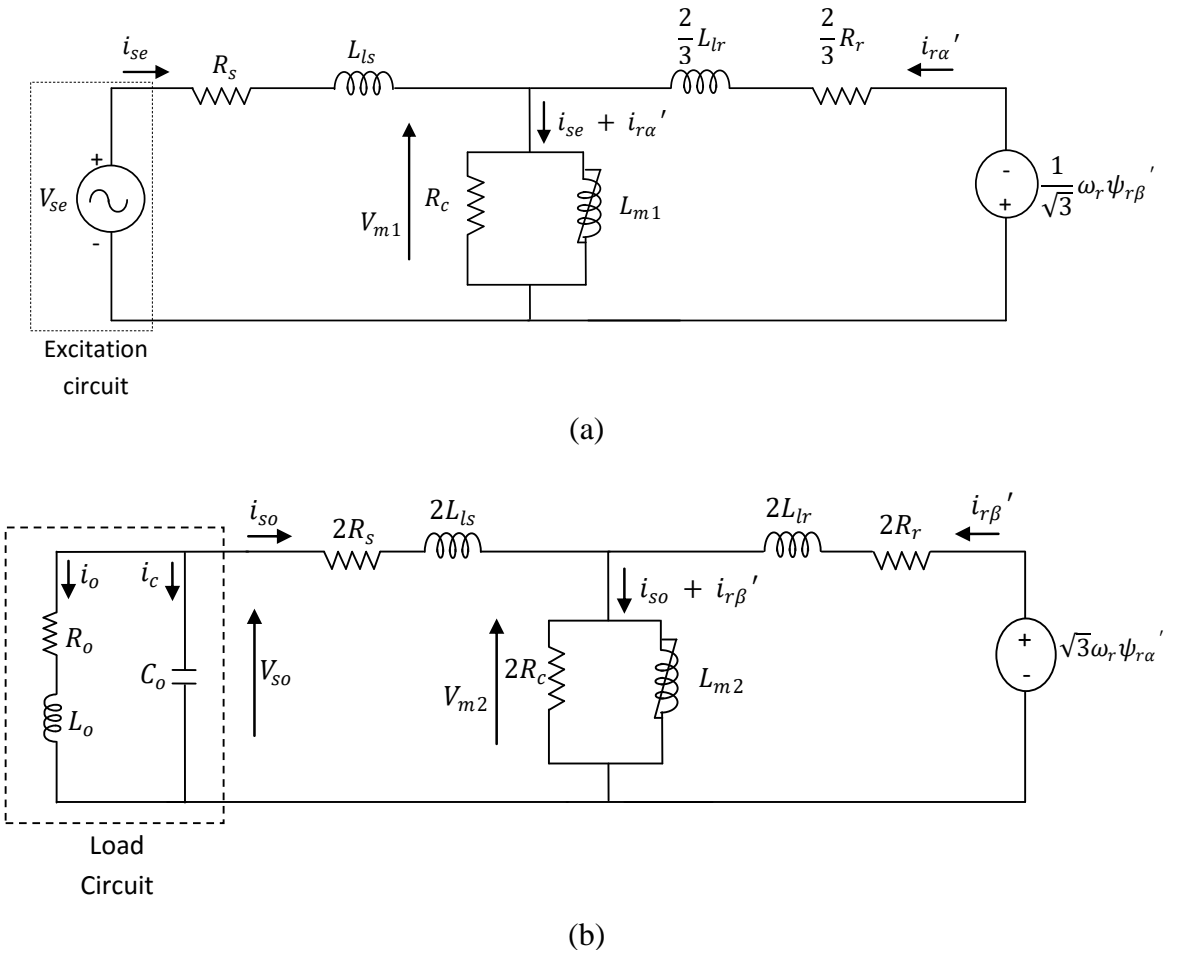 i_se
R_s
L_ls
2/3 L_lr
2/3 R_r
i_rα′
i_se + i_rα′
+
V_se
-
V_m1
R_c
L_m1
-
+
1/√3 ω_r ψ_rβ′
Excitation
circuit
(a)
i_so
2R_s
2L_ls
2L_lr
2R_r
i_rβ′
i_o
i_c
i_so + i_rβ′
R_o
C_o
L_o
V_so
V_m2
2R_c
L_m2
+
-
√3ω_r ψ_rα′
Load
Circuit
(b)